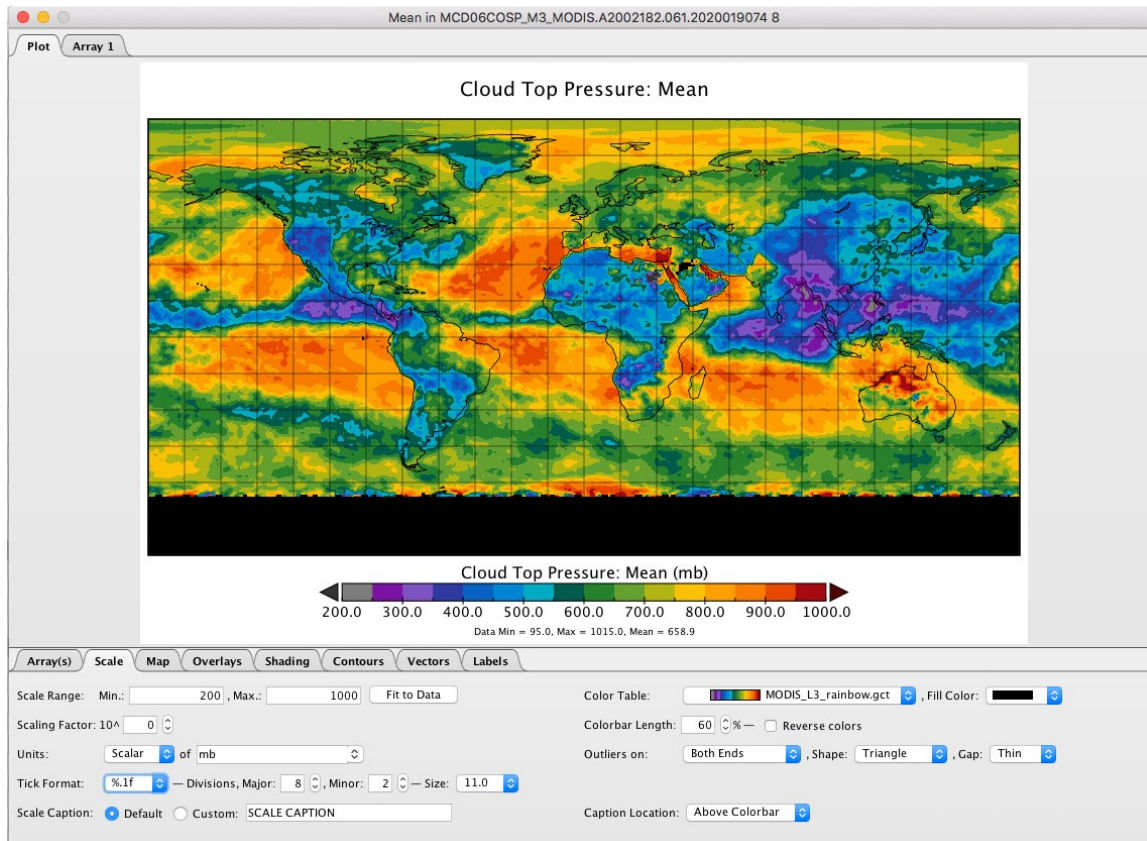 Mean in MCD06COSP_M3_MODIS.A2002182.061.2020019074 8
Plot Array 1
Cloud Top Pressure: Mean
Cloud Top Pressure: Mean (mb)
200.0 300.0 400.0 500.0 600.0 700.0 800.0 900.0 1000.0
Data Min = 95.0, Max = 1015.0, Mean = 658.9
Array(s) Scale Map Overlays Shading Contours Vectors Labels
Scale Range: Min.: 200 , Max.: 1000 Fit to Data Color Table: MODIS_L3_rainbow.gct , Fill Color:
Scaling Factor: 10^ 0 Colorbar Length: 60 % — Reverse colors
Units: Scalar of mb Outliers on: Both Ends , Shape: Triangle , Gap: Thin
Tick Format: %.1f — Divisions, Major: 8 , Minor: 2 — Size: 11.0
Scale Caption: Default Custom: SCALE CAPTION Caption Location: Above Colorbar